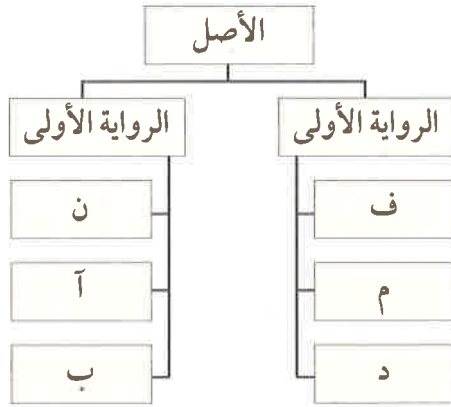 الأصل
الرواية الأولى
الرواية الأولى
ف
ن
م
آ
د
ب